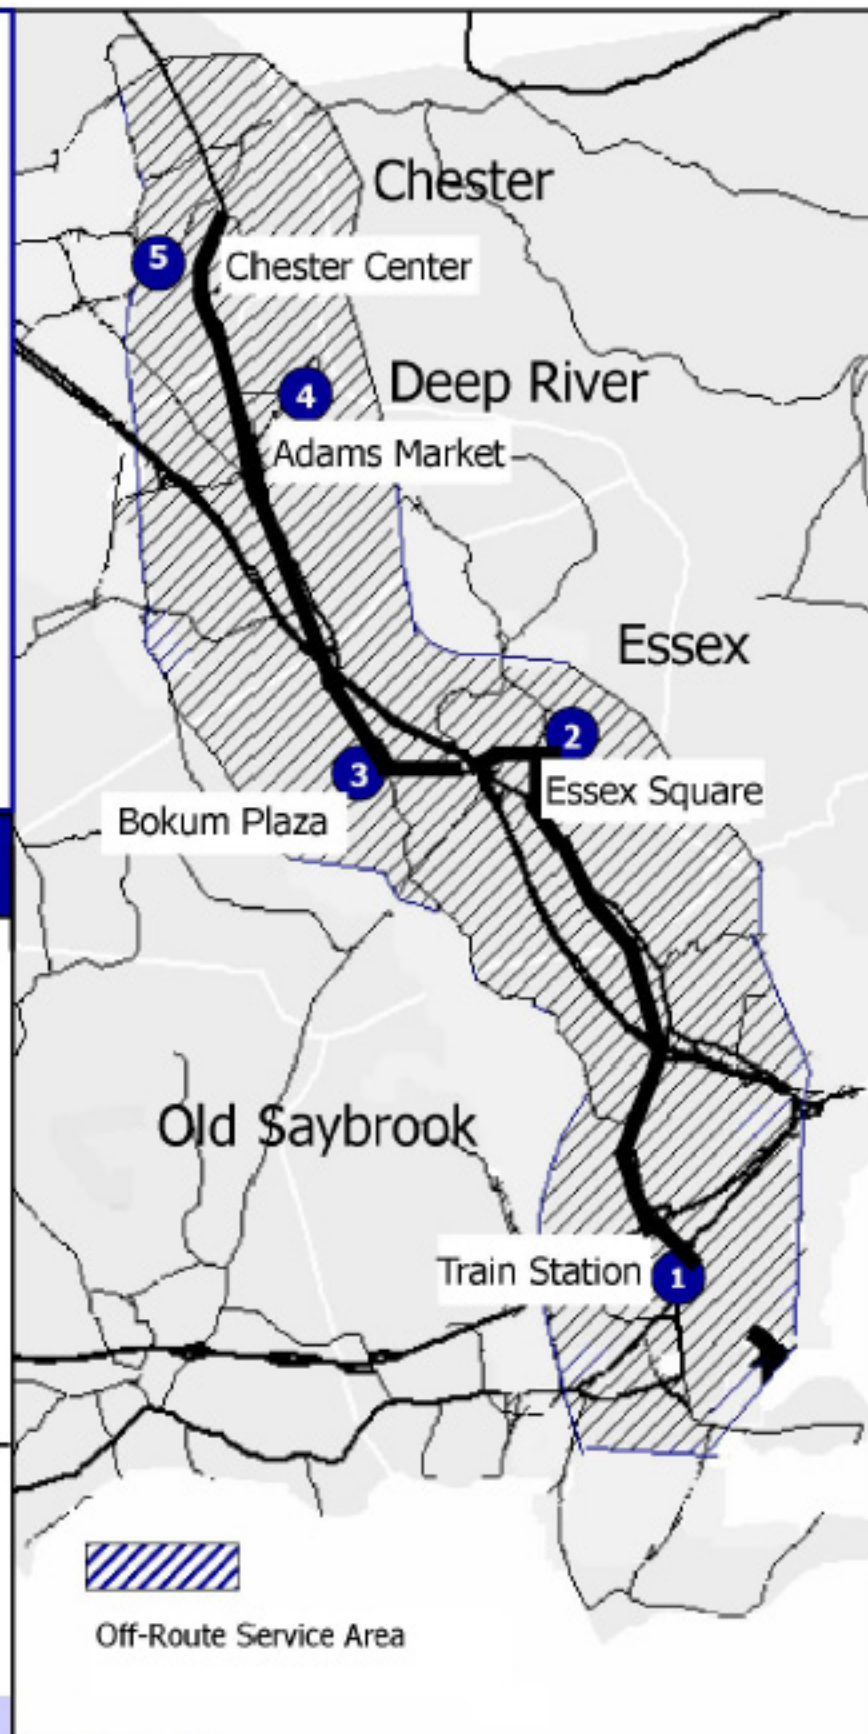 Chester
5
Chester Center
4
Deep River
Adams Market
Essex
2
3
Essex Square
Bokum Plaza
Old Saybrook
Train Station
1
Off-Route Service Area